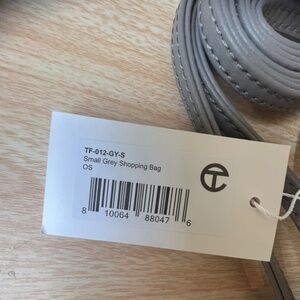 TF-012-GY-S
Small Grey Shopping Bag
OS
8 10064 88047 6